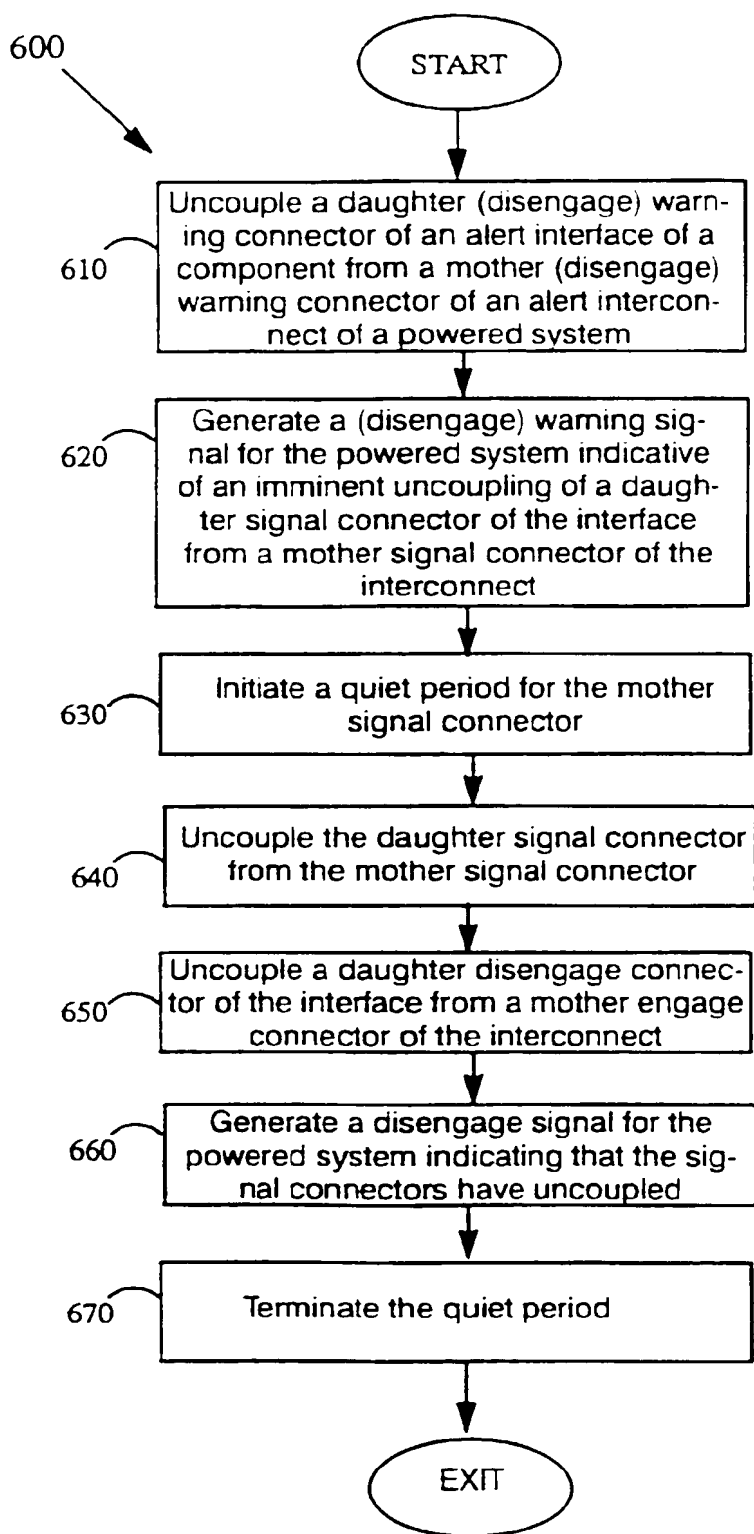 600
START
610
Uncouple a daughter (disengage) warn-
ing connector of an alert interface of a
component from a mother (disengage)
warning connector of an alert intercon-
nect of a powered system
620
Generate a (disengage) warning sig-
nal for the powered system indicative
of an imminent uncoupling of a daugh-
ter signal connector of the interface
from a mother signal connector of the
interconnect
630
Initiate a quiet period for the mother
signal connector
640
Uncouple the daughter signal connector
from the mother signal connector
650
Uncouple a daughter disengage connec-
tor of the interface from a mother engage
connector of the interconnect
660
Generate a disengage signal for the
powered system indicating that the sig-
nal connectors have uncoupled
670
Terminate the quiet period
EXIT